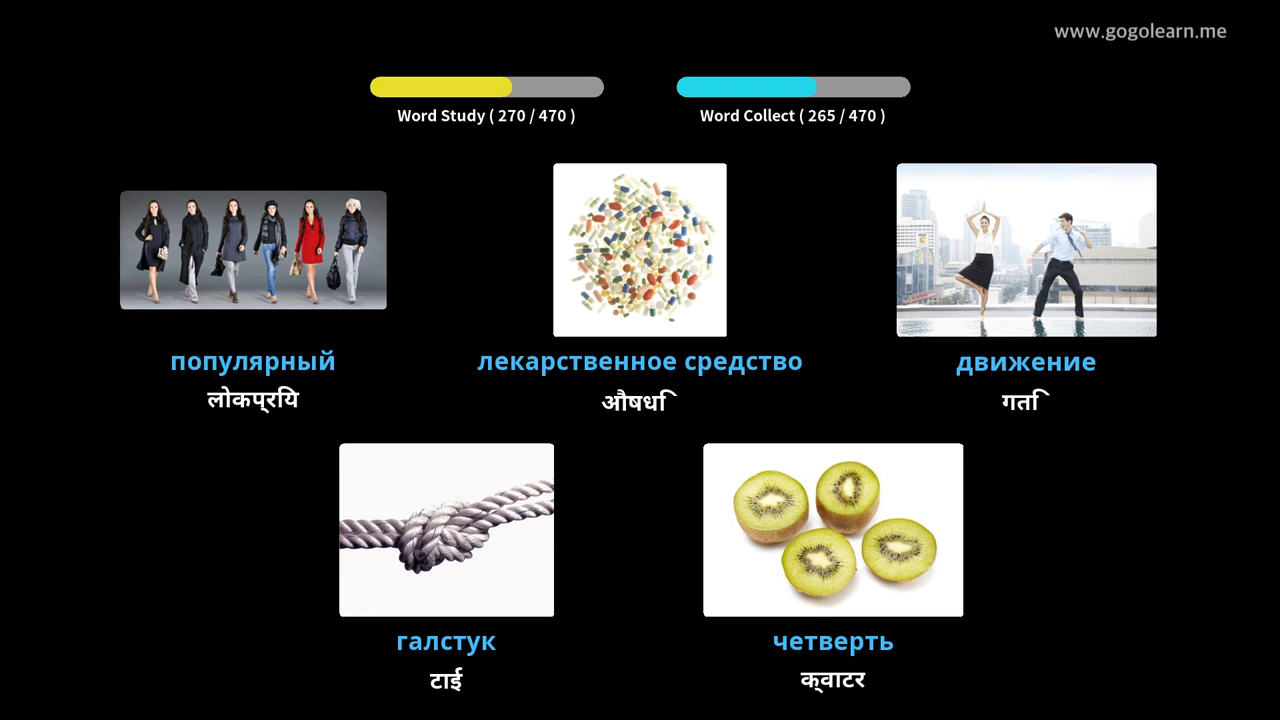 www.gogolearn.me
Word Study ( 270 / 470 )
Word Collect ( 265 / 470 )
популярный
लोकप्रिय
лекарственное средство
औषधि
движение
गति
галстук
टाई
четверть
क्वाटर